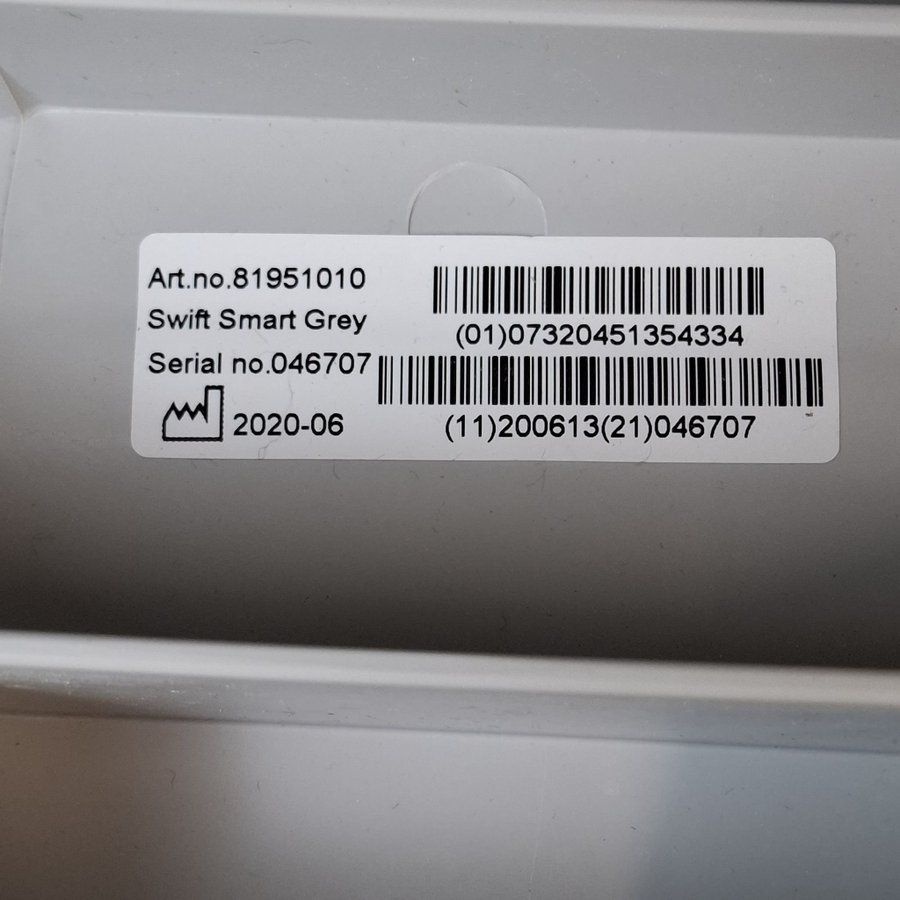 Art.no.81951010
Swift Smart Grey
Serial no.046707
2020-06
(01)07320451354334
(11)200613(21)046707